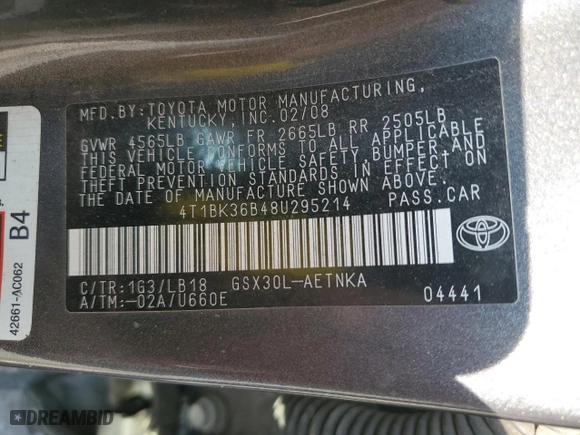 MFD.BY:TOYOTA MOTOR MANUFACTURING,
KENTUCKY, INC.02/08
GVWR 4565LB GAWR FR 2665LB RR 2505LB
THIS VEHICLE CONFORMS TO ALL APPLICABLE
FEDERAL MOTOR VEHICLE SAFETY, BUMPER, AND
THEFT PREVENTION STANDARDS IN EFFECT ON
THE DATE OF MANUFACTURE SHOWN ABOVE.
4T1BK36B48U295214 PASS.CAR
C/TR:1G3/LB18 GSX30L-AETNKA
A/TM:-02A/U660E 04441
B4
42661-AC062
DREAMBID